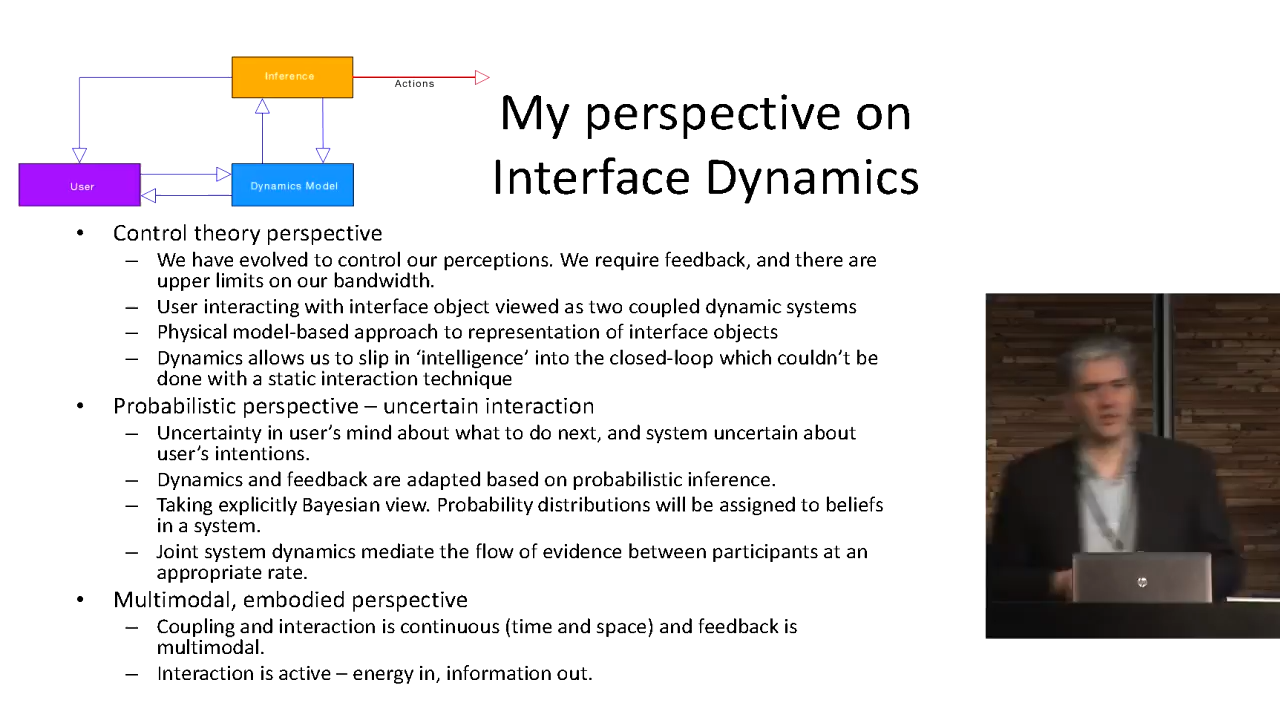 Inference
Actions
User
Dynamics Model
My perspective on
Interface Dynamics
• Control theory perspective
– We have evolved to control our perceptions. We require feedback, and there are
upper limits on our bandwidth.
– User interacting with interface object viewed as two coupled dynamic systems
– Physical model-based approach to representation of interface objects
– Dynamics allows us to slip in ‘intelligence’ into the closed-loop which couldn’t be
done with a static interaction technique
• Probabilistic perspective – uncertain interaction
– Uncertainty in user’s mind about what to do next, and system uncertain about
user’s intentions.
– Dynamics and feedback are adapted based on probabilistic inference.
– Taking explicitly Bayesian view. Probability distributions will be assigned to beliefs
in a system.
– Joint system dynamics mediate the flow of evidence between participants at an
appropriate rate.
• Multimodal, embodied perspective
– Coupling and interaction is continuous (time and space) and feedback is
multimodal.
– Interaction is active – energy in, information out.
hp